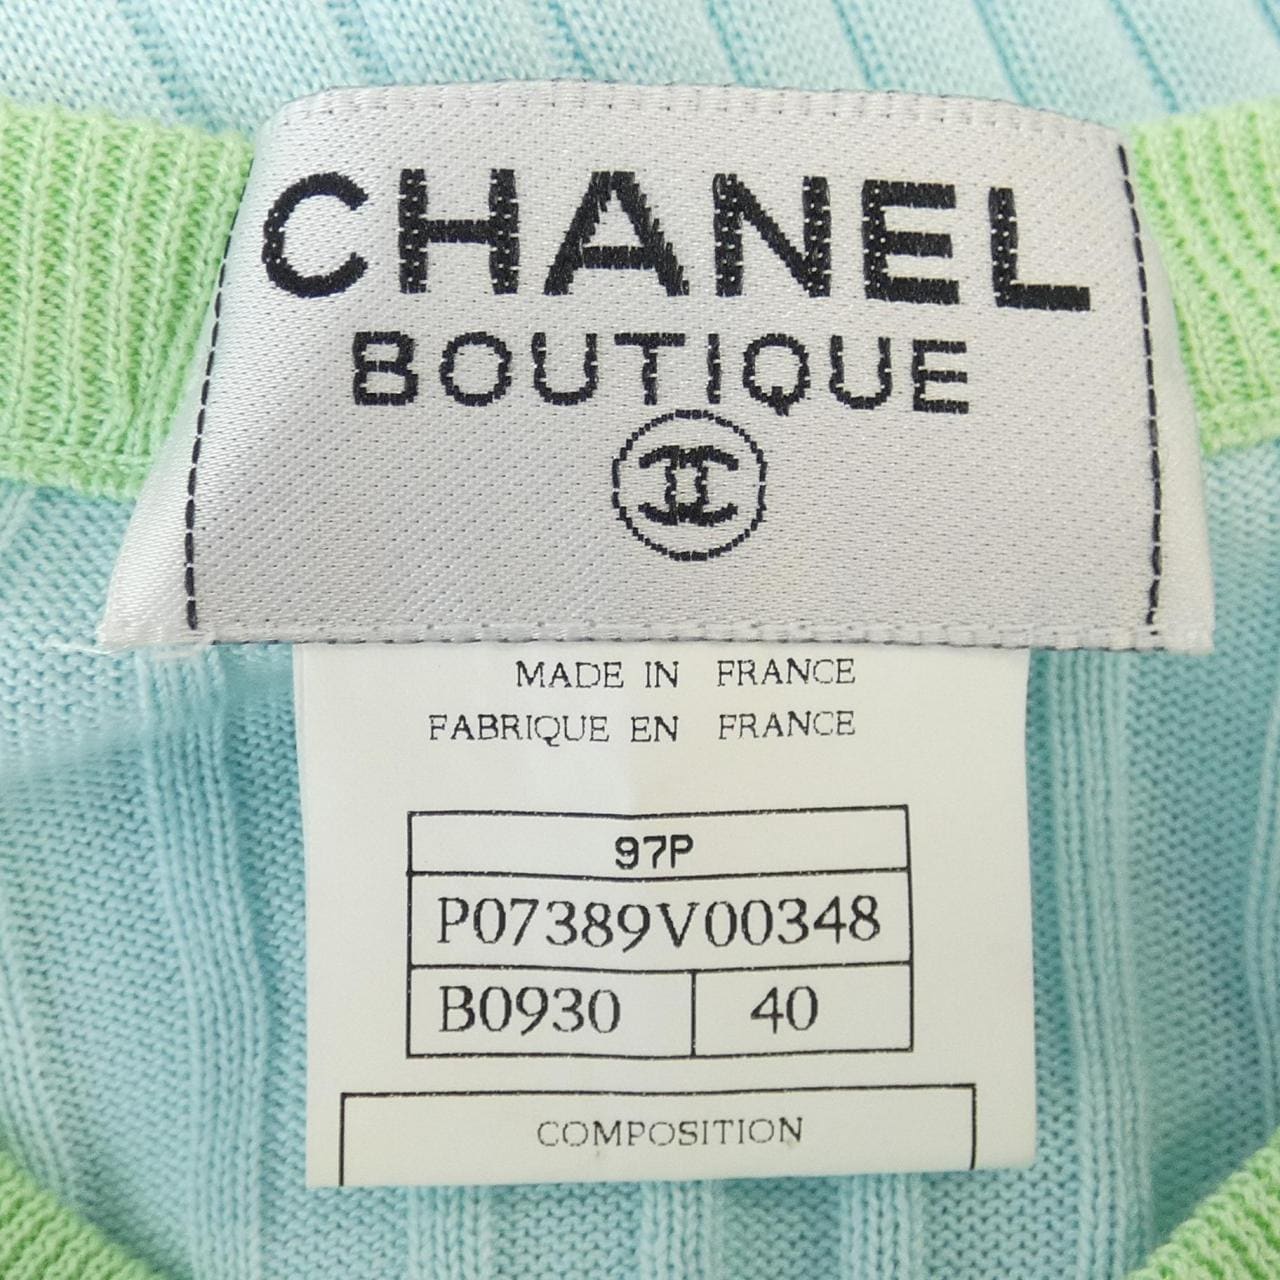 CHANEL
BOUTIQUE
MADE IN FRANCE
FABRIQUE EN FRANCE
97P
P07389V00348
B0930 40
COMPOSITION